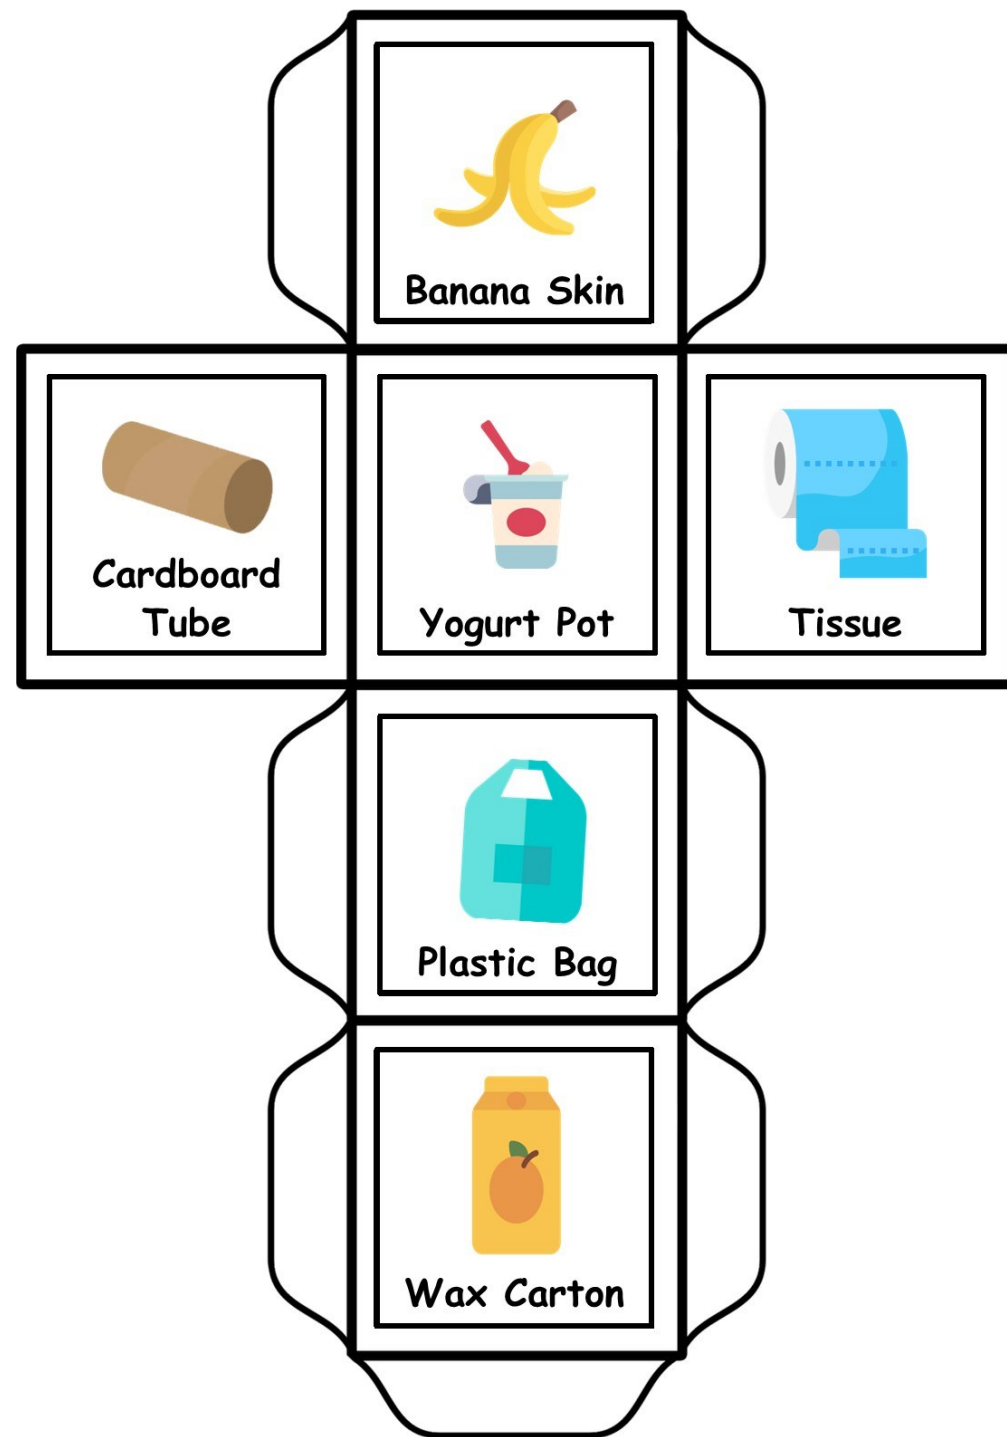 Banana Skin
Cardboard
Tube
Yogurt Pot
Tissue
Plastic Bag
Wax Carton